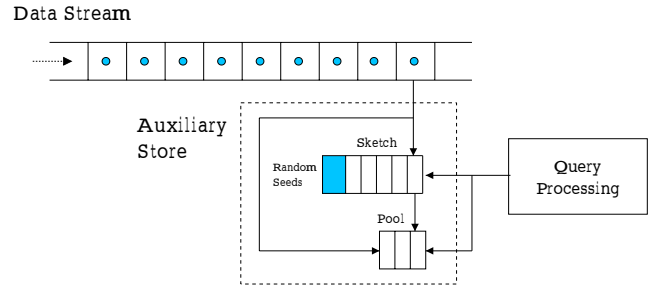 Data Stream
Auxiliary
Store
Sketch
Random
Seeds
Pool
Query
Processing